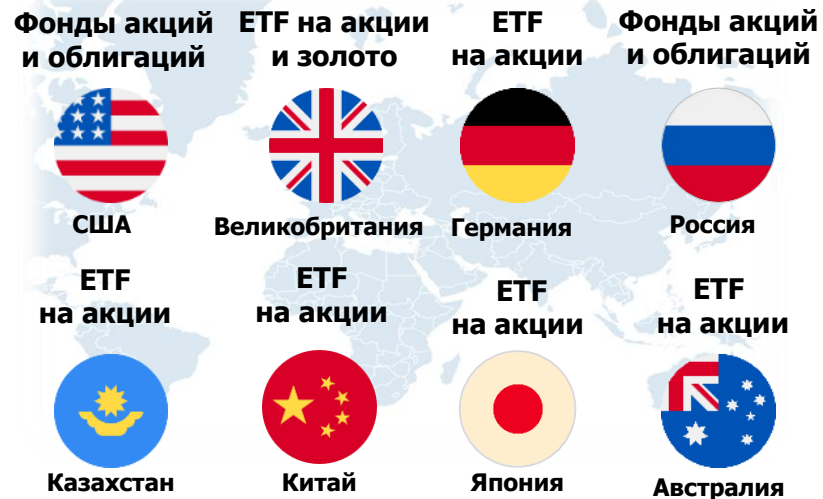 Фонды акций
и облигаций
ETF на акции
и золото
ETF
на акции
Фонды акций
и облигаций
США
Великобритания
Германия
Россия
ETF
на акции
ETF
на акции
ETF
на акции
ETF
на акции
Казахстан
Китай
Япония
Австралия